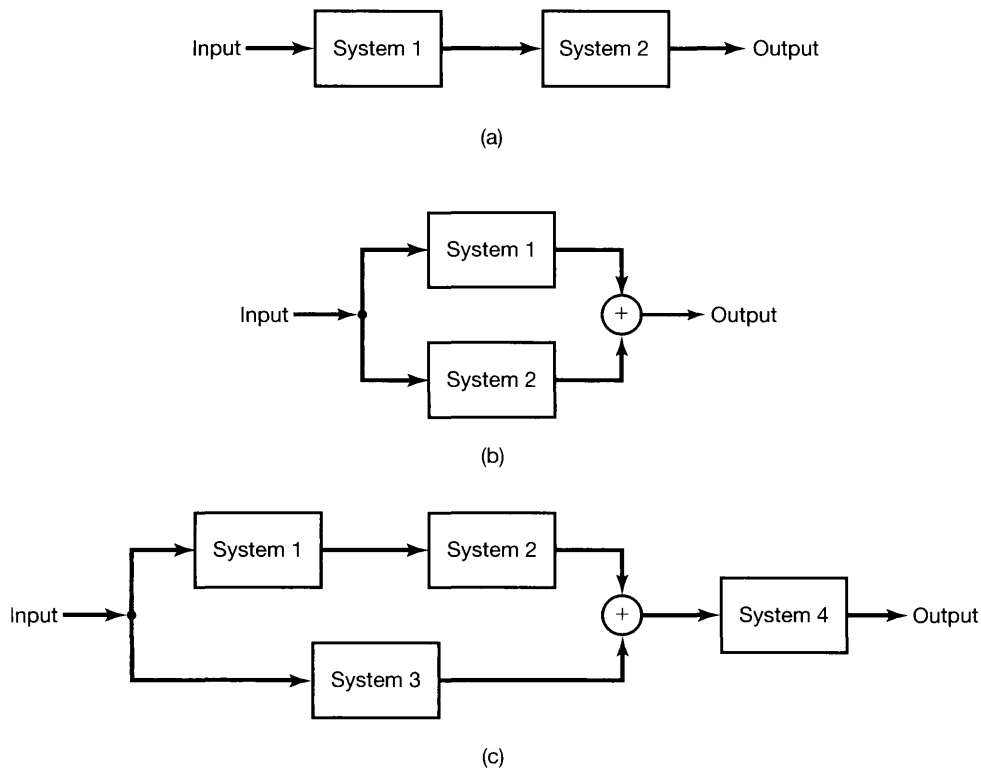 Input System 1 System 2 Output
(a)
System 1
Input + Output
System 2
(b)
System 1 System 2
Input + System 4 Output
System 3
(c)